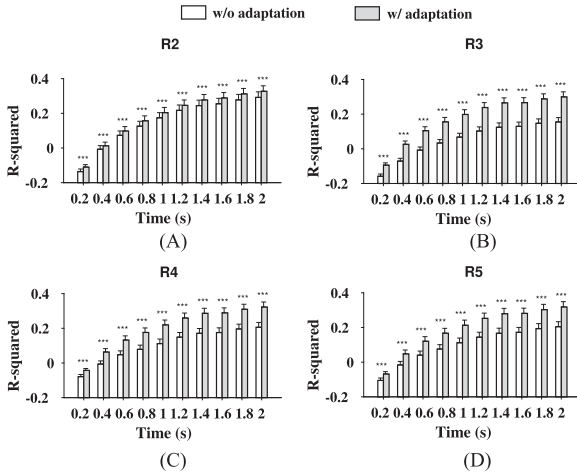 w/o adaptation w/ adaptation
R2 R3
0.4 0.4
*** *** *** *** *** *** *** *** *** *** *** *** *** *** *** *** *** *** *** ***
0.2 0.2
R-squared R-squared
0 0
-0.2 -0.2
0.2 0.4 0.6 0.8 1 1.2 1.4 1.6 1.8 2 0.2 0.4 0.6 0.8 1 1.2 1.4 1.6 1.8 2
Time (s) Time (s)
(A) (B)
R4 R5
0.4 0.4
*** *** *** *** *** *** *** *** *** *** *** *** *** *** *** *** *** *** *** ***
0.2 0.2
R-squared R-squared
0 0
-0.2 -0.2
0.2 0.4 0.6 0.8 1 1.2 1.4 1.6 1.8 2 0.2 0.4 0.6 0.8 1 1.2 1.4 1.6 1.8 2
Time (s) Time (s)
(C) (D)